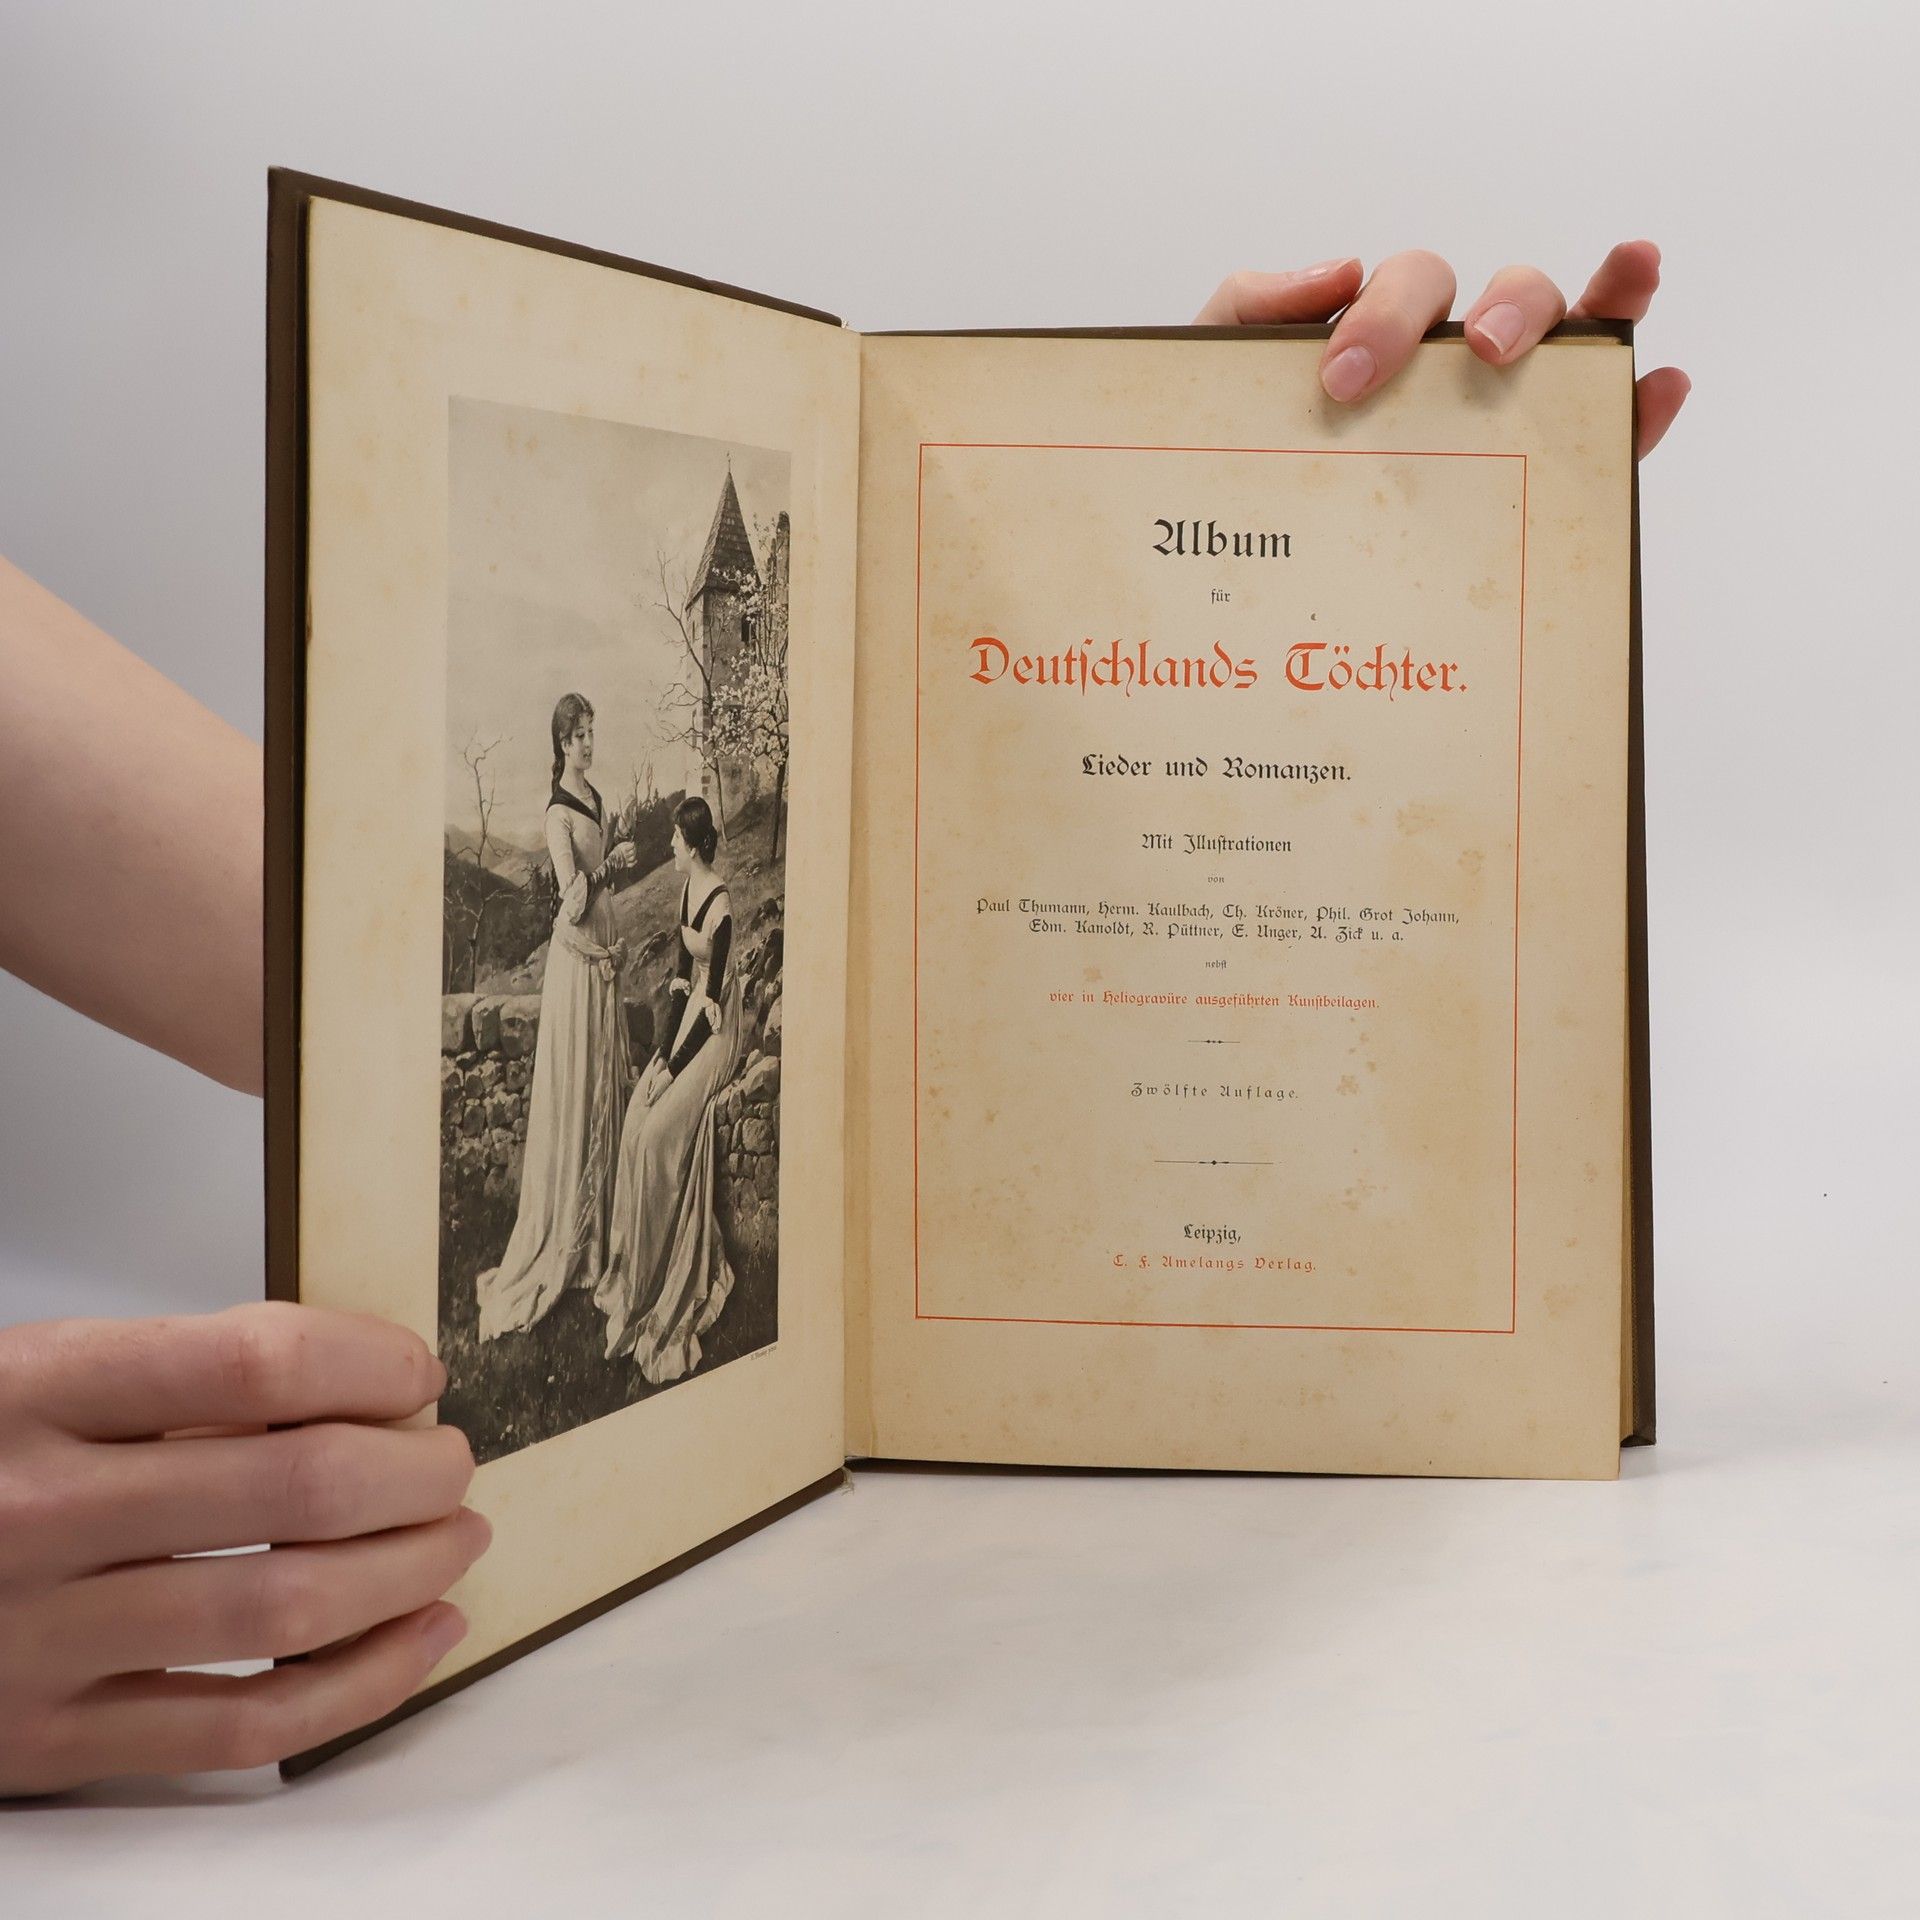 Album
für
Deutſchlands Töchter.
Lieder und Romanzen.
Mit Illuſtrationen
von
Paul Thumann, Herm. Kaulbach, Ch. Kröner, Phil. Grot Johann,
Edm. Kanoldt, R. Püttner, E. Unger, A. Zick u. a.
nebſt
vier in Heliogravüre ausgeführten Kunſtbeilagen.
Zwölfte Auflage.
Leipzig,
C. F. Amelangs Verlag.